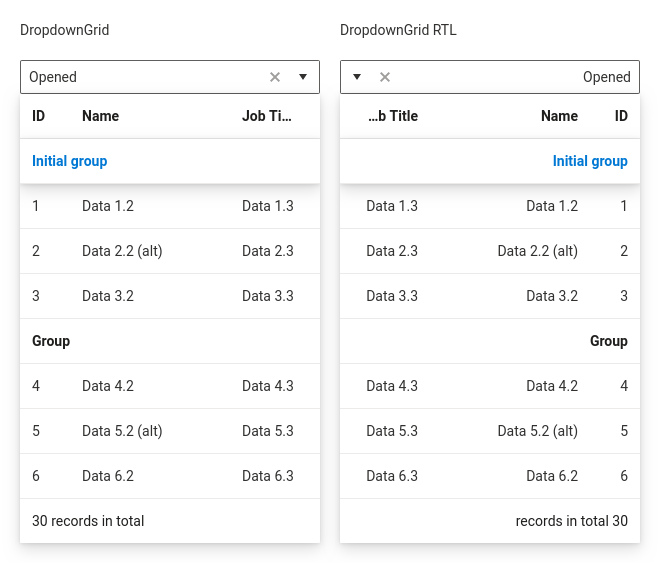 DropdownGrid
Opened
ID Name Job Ti…
Initial group
1 Data 1.2 Data 1.3
2 Data 2.2 (alt) Data 2.3
3 Data 3.2 Data 3.3
Group
4 Data 4.2 Data 4.3
5 Data 5.2 (alt) Data 5.3
6 Data 6.2 Data 6.3
30 records in total
DropdownGrid RTL
Opened
…b Title Name ID
Initial group
Data 1.3 Data 1.2 1
Data 2.3 Data 2.2 (alt) 2
Data 3.3 Data 3.2 3
Group
Data 4.3 Data 4.2 4
Data 5.3 Data 5.2 (alt) 5
Data 6.3 Data 6.2 6
records in total 30